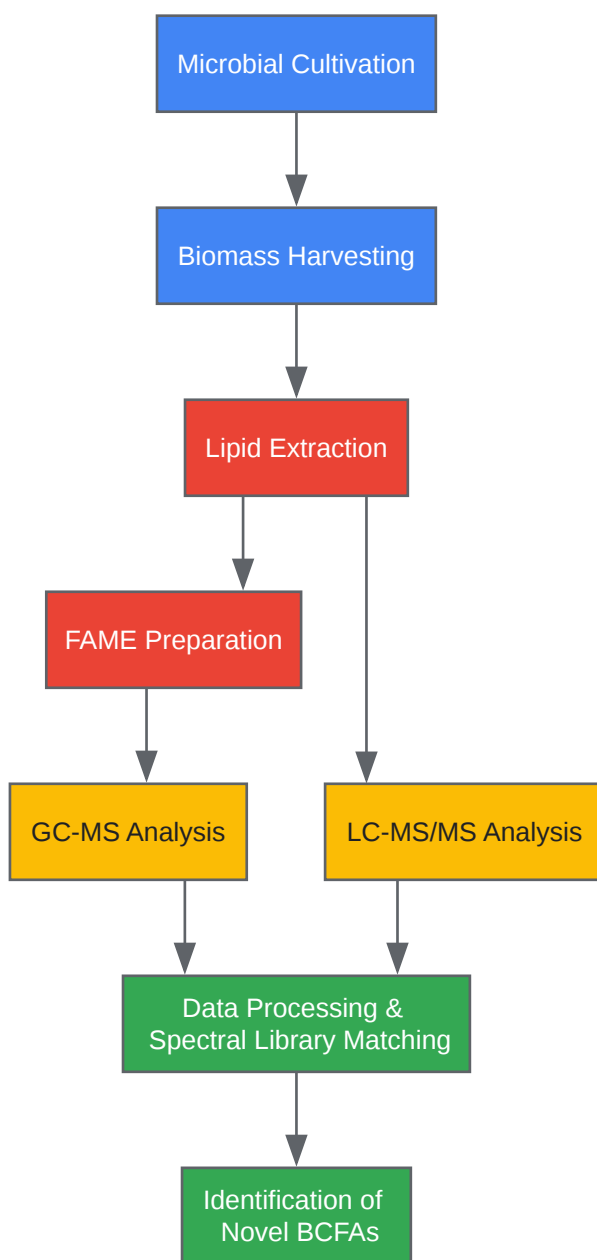 Microbial Cultivation
Biomass Harvesting
Lipid Extraction
FAME Preparation
GC-MS Analysis
LC-MS/MS Analysis
Data Processing &
Spectral Library Matching
Identification of
Novel BCFAs